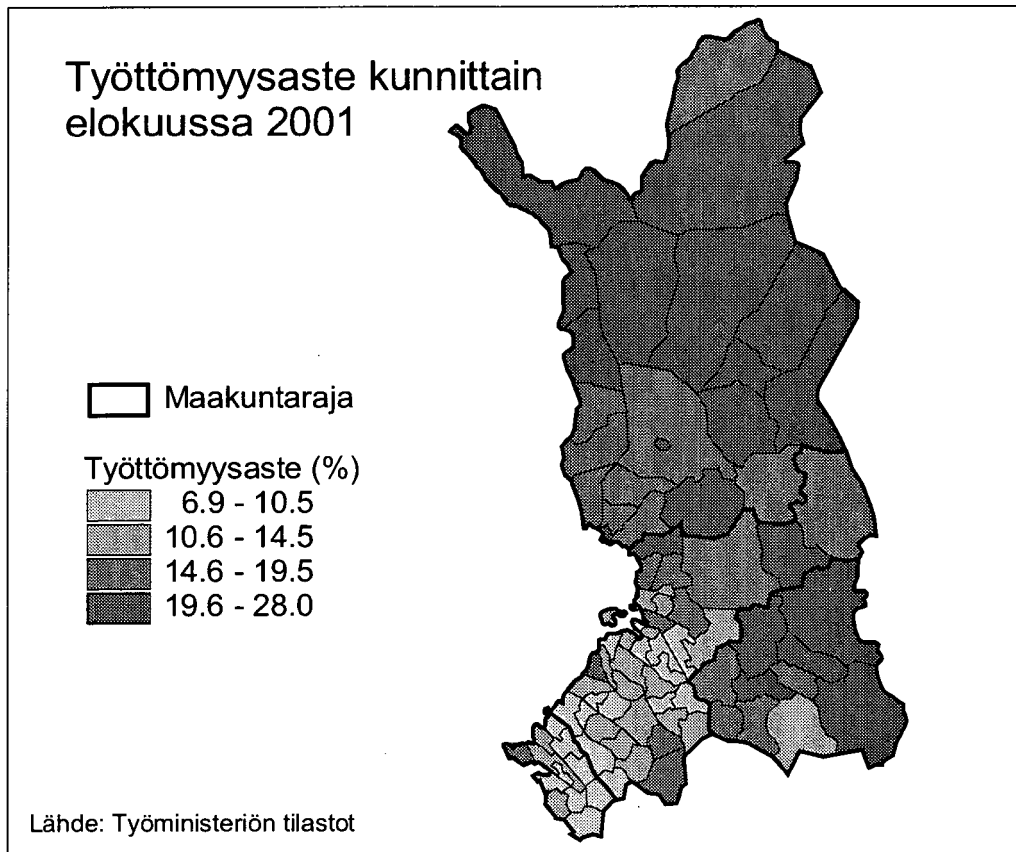 Työttömyysaste kunnittain
elokuussa 2001
Maakuntaraja
Työttömyysaste (%)
6.9 - 10.5
10.6 - 14.5
14.6 - 19.5
19.6 - 28.0
Lähde: Työministeriön tilastot